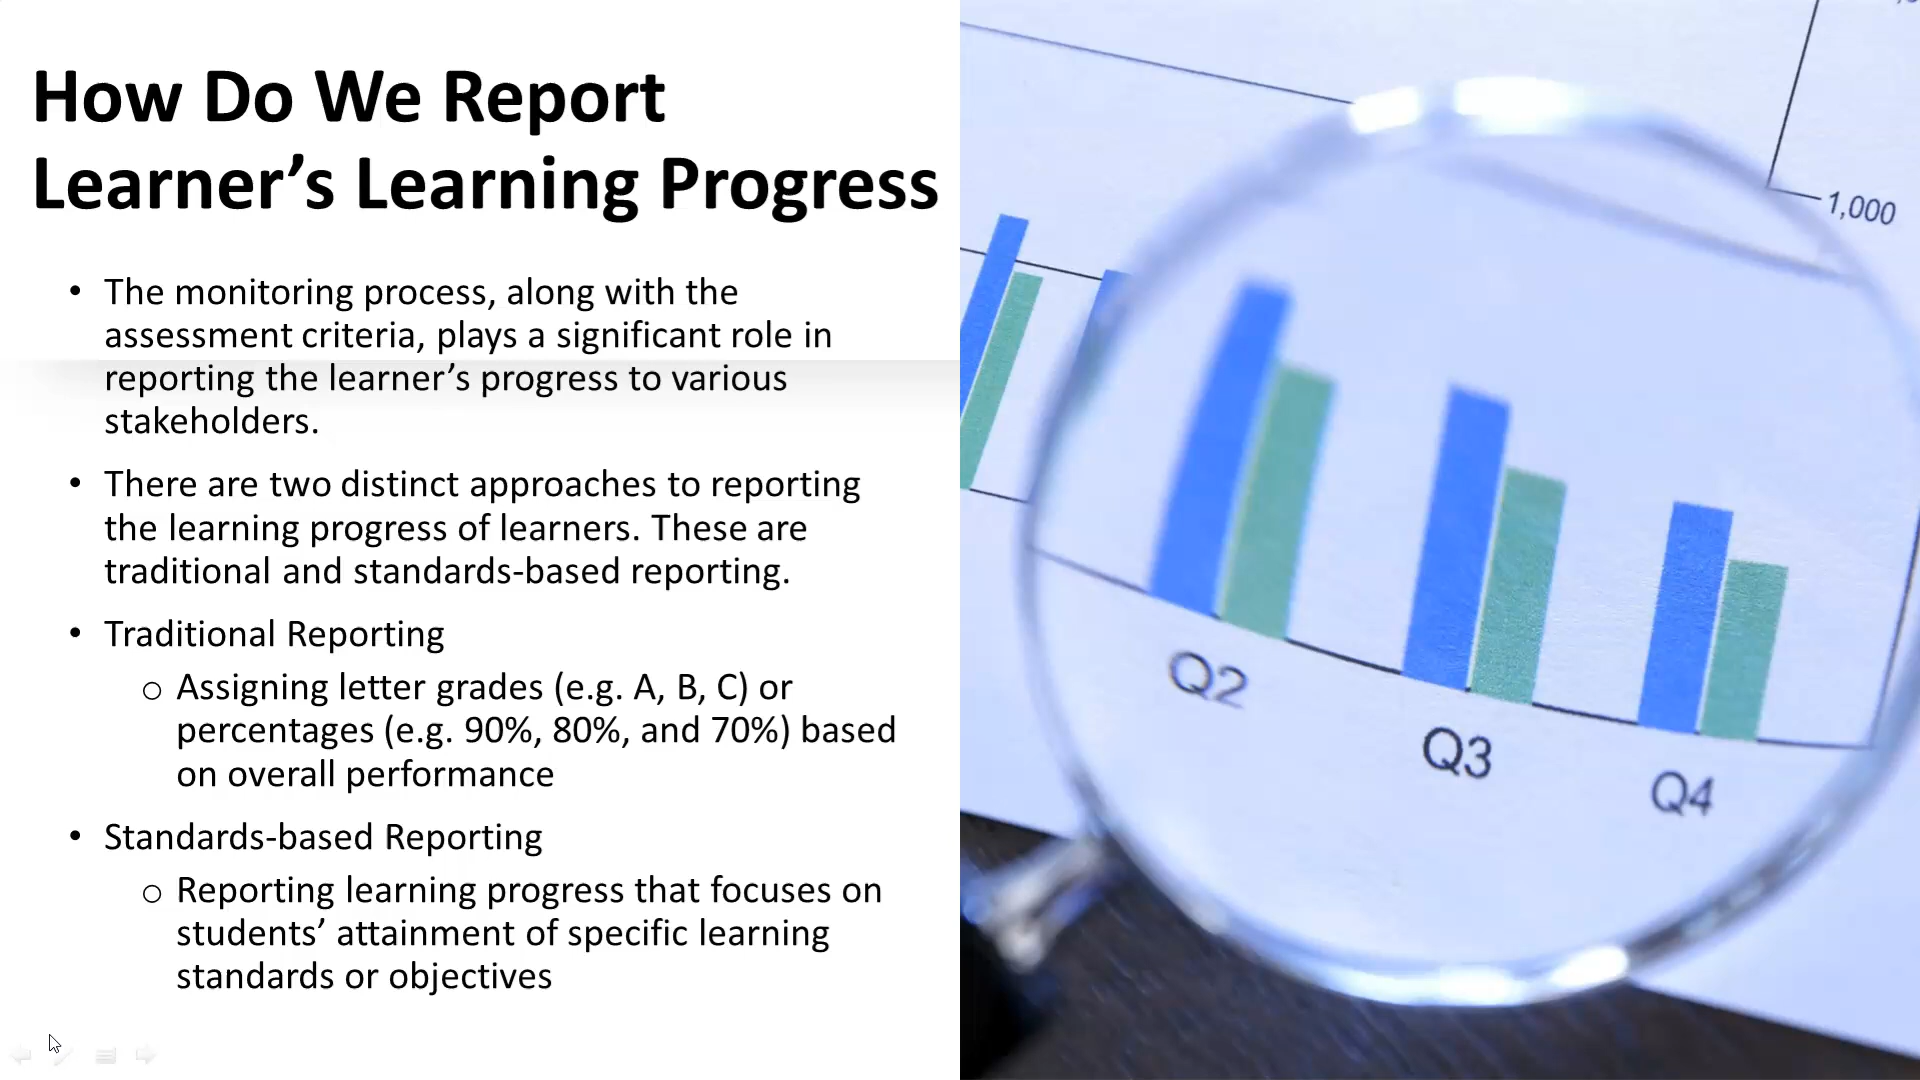 How Do We Report
Learner’s Learning Progress
• The monitoring process, along with the
assessment criteria, plays a significant role in
reporting the learner’s progress to various
stakeholders.
• There are two distinct approaches to reporting
the learning progress of learners. These are
traditional and standards-based reporting.
• Traditional Reporting
o Assigning letter grades (e.g. A, B, C) or
percentages (e.g. 90%, 80%, and 70%) based
on overall performance
• Standards-based Reporting
o Reporting learning progress that focuses on
students’ attainment of specific learning
standards or objectives
1,000
Q2
Q3
Q4